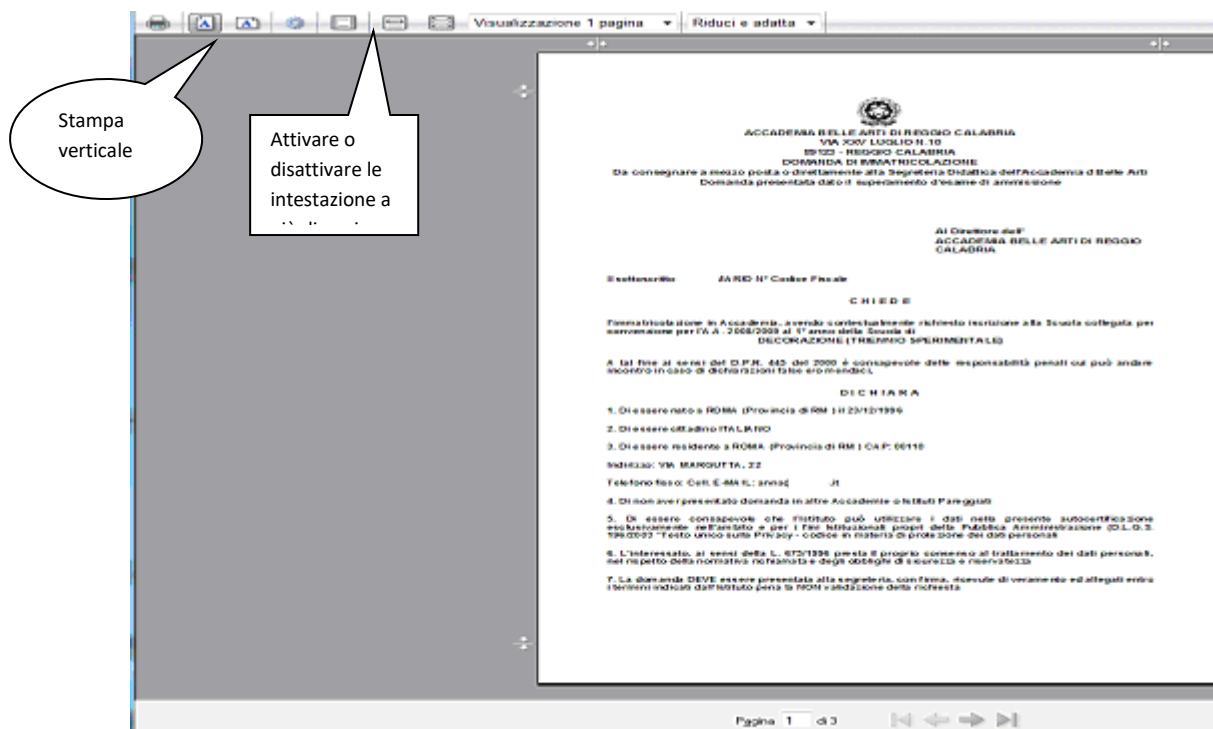 Visualizzazione 1 pagina
Riduci e adatta
Stampa
verticale
Attivare o
disattivare le
intestazione a
ACCADEMIA BELLE ARTI DI REGGIO CALABRIA
VIA XXV LUGLIO N.10
89123 - REGGIO CALABRIA
DOMANDA DI IMMATRICOLAZIONE
Da consegnare a mezzo posta o direttamente alla Segreteria Didattica dell'Accademia d Belle Arti
Domanda presentata dato il superamento d'esame di ammissione
Al Direttore dell'
ACCADEMIA BELLE ARTI DI REGGIO
CALABRIA
Il sottoscritto N° Codice Fiscale
C H I E D E
l'immatricolazione in Accademia, avendo contestualmente richiesto iscrizione alla Scuola collegata per
convenzione per l'A.A. 2008/2009 al 1° anno della Scuola di
DECORAZIONE (TRIENNIO SPERIMENTALE)
A tal fine ai sensi del D.P.R. 445 del 2000 é consapevole delle responsabilità penali cui può andare
incontro in caso di dichiarazioni false e/o mendaci,
D I C H I A R A
1. Di essere nato a ROMA (Provincia di RM ) il 23/12/1996
2. Di essere cittadino ITALIANO
3. Di essere residente a ROMA (Provincia di RM ) CAP: 00118
Indirizzo: VIA MARGUTTA, 22
Telefono fisso: Cell. E-MAIL: annac .it
4. Di non aver presentato domanda in altre Accademie o Istituti Pareggiati
5. Di essere consapevole che l'Istituto può utilizzare i dati nella presente autocertificazione
esclusivamente nell'ambito e per i fini istituzionali propri della Pubblica Amministrazione (D.L.G.S.
196/2003 "Testo unico sulla Privacy - codice in materia di protezione dei dati personali
6. L'interessato, ai sensi della L. 675/1996 presta il proprio consenso al trattamento dei dati personali,
nel rispetto della normativa richiamata e degli obblighi di sicurezza e riservatezza
7. La domanda DEVE essere presentata alla segreteria, con firma, ricevute di veramento ed allegati entro
i termini indicati dall'Istituto pena la NON validazione della richiesta
Pagina 1 di 3